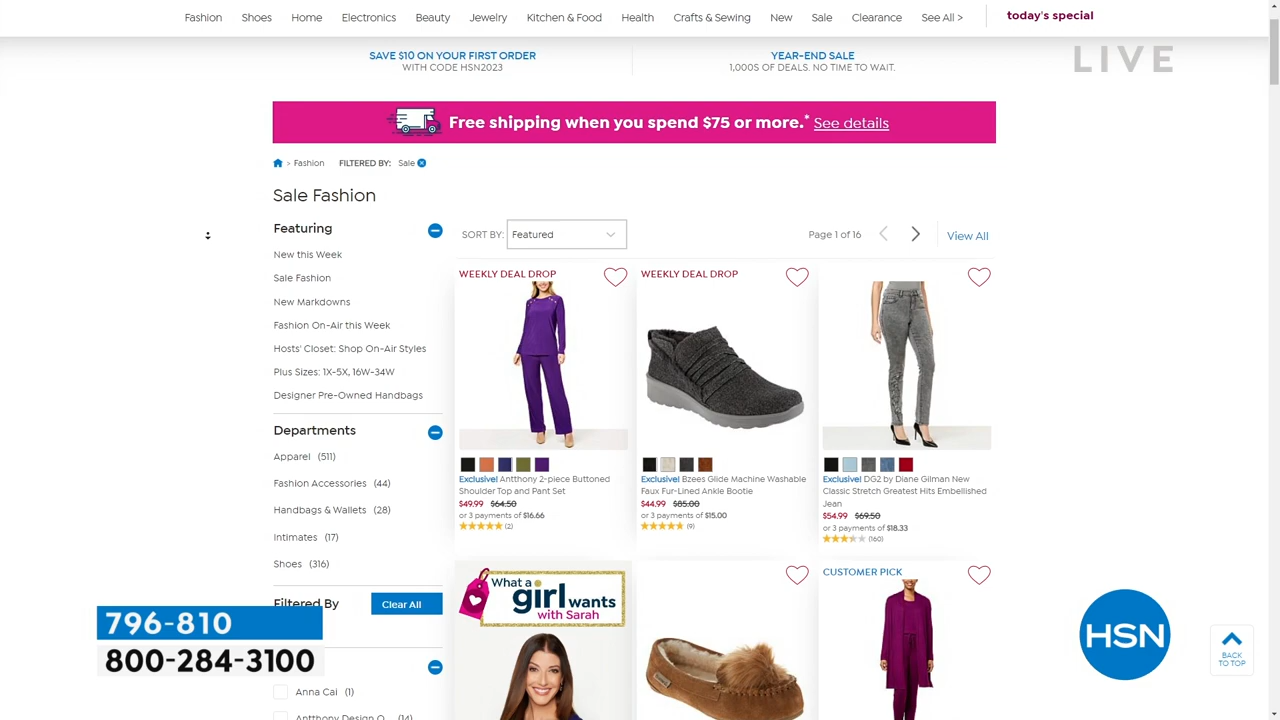 Fashion Shoes Home Electronics Beauty Jewelry Kitchen & Food Health Crafts & Sewing New Sale Clearance See All > today's special
SAVE $10 ON YOUR FIRST ORDER
WITH CODE HSN2023
YEAR-END SALE
1,000S OF DEALS. NO TIME TO WAIT.
LIVE
Free shipping when you spend $75 or more.* See details
> Fashion FILTERED BY: Sale
Sale Fashion
Featuring
New this Week
Sale Fashion
New Markdowns
Fashion On-Air this Week
Hosts' Closet: Shop On-Air Styles
Plus Sizes: 1X-5X, 16W-34W
Designer Pre-Owned Handbags
Departments
Apparel (511)
Fashion Accessories (44)
Handbags & Wallets (28)
Intimates (17)
Shoes (316)
Filtered By Clear All
Anna Cai (1)
Antthony Design O... (14)
SORT BY: Featured
Page 1 of 16
View All
WEEKLY DEAL DROP
Exclusive! Antthony 2-piece Buttoned
Shoulder Top and Pant Set
$49.99 $64.50
or 3 payments of $16.66
(2)
WEEKLY DEAL DROP
Exclusive! Bzees Glide Machine Washable
Faux Fur-Lined Ankle Bootie
$44.99 $85.00
or 3 payments of $15.00
(9)
Exclusive! DG2 by Diane Gilman New
Classic Stretch Greatest Hits Embellished
Jean
$54.99 $69.50
or 3 payments of $18.33
(160)
What a
girl wants
with Sarah
CUSTOMER PICK
796-810
800-284-3100
HSN
BACK
TO TOP